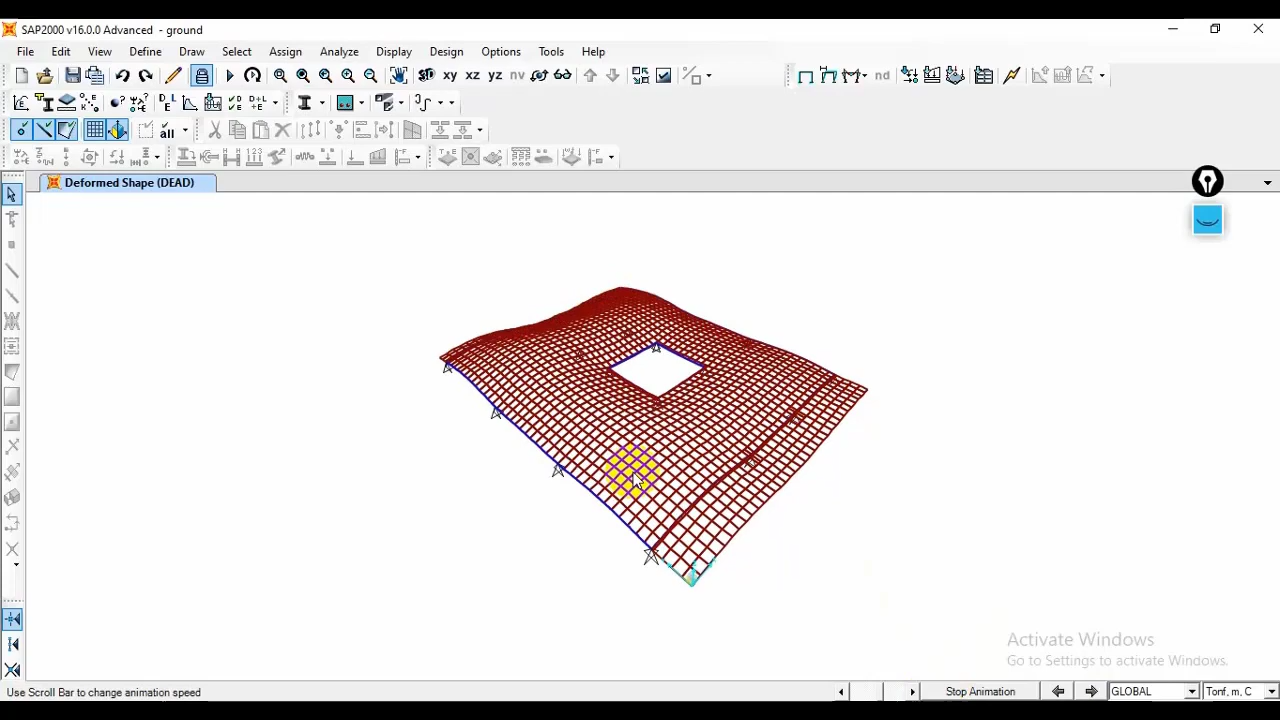 SAP2000 v16.0.0 Advanced - ground
File Edit View Define Draw Select Assign Analyze Display Design Options Tools Help
3D xy xz yz nv nd
all
Deformed Shape (DEAD)
Activate Windows
Go to Settings to activate Windows.
Use Scroll Bar to change animation speed Stop Animation GLOBAL Tonf, m, C